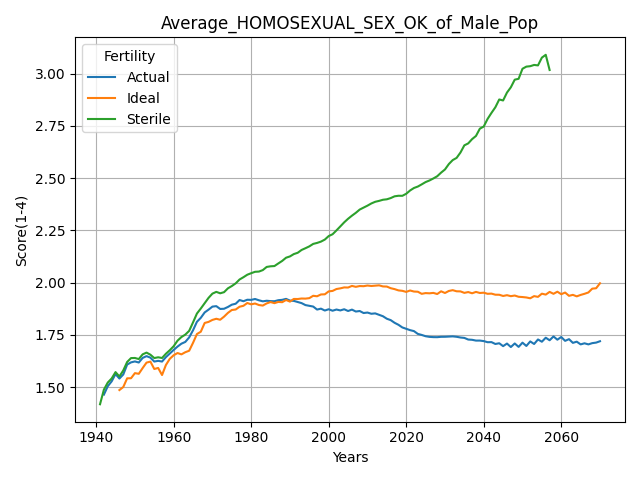 Average_HOMOSEXUAL_SEX_OK_of_Male_Pop
Fertility
Actual
Ideal
Sterile
Score(1-4)
3.00
2.75
2.50
2.25
2.00
1.75
1.50
1940 1960 1980 2000 2020 2040 2060
Years